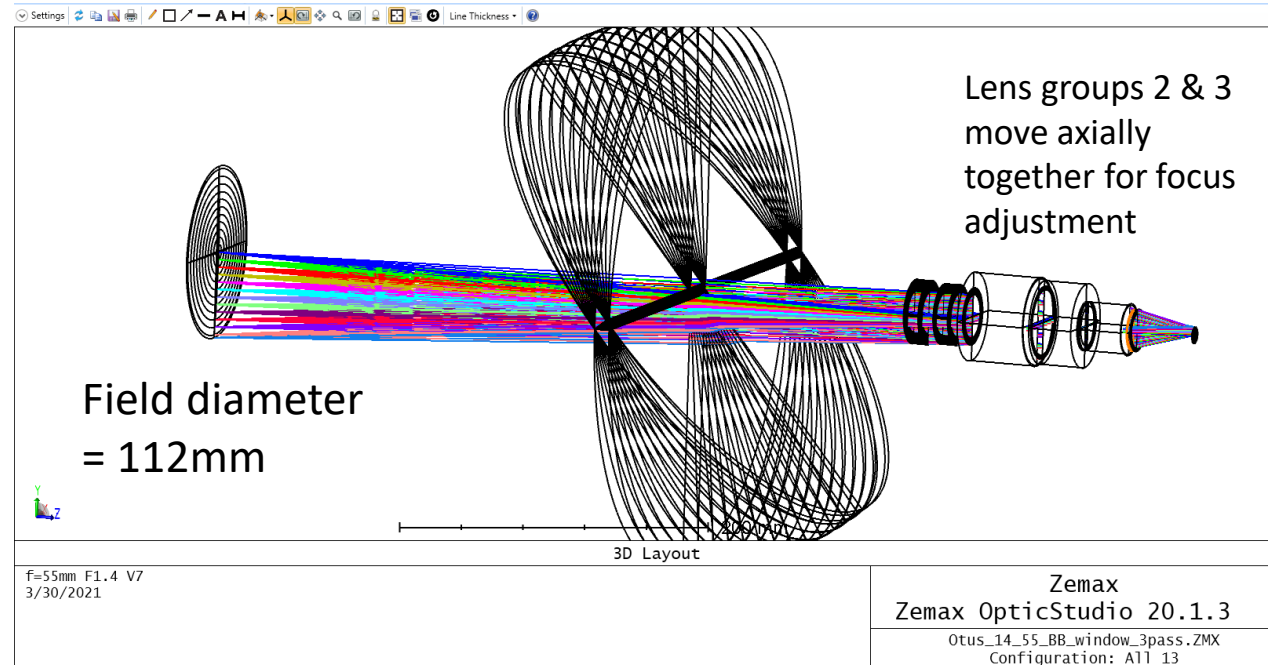 Settings
A
Line Thickness
Lens groups 2 & 3
move axially
together for focus
adjustment
Field diameter
= 112mm
Y
X
Z
3D Layout
f=55mm F1.4 V7
3/30/2021
Zemax
Zemax OpticStudio 20.1.3
Otus_14_55_BB_window_3pass.ZMX
Configuration: All 13